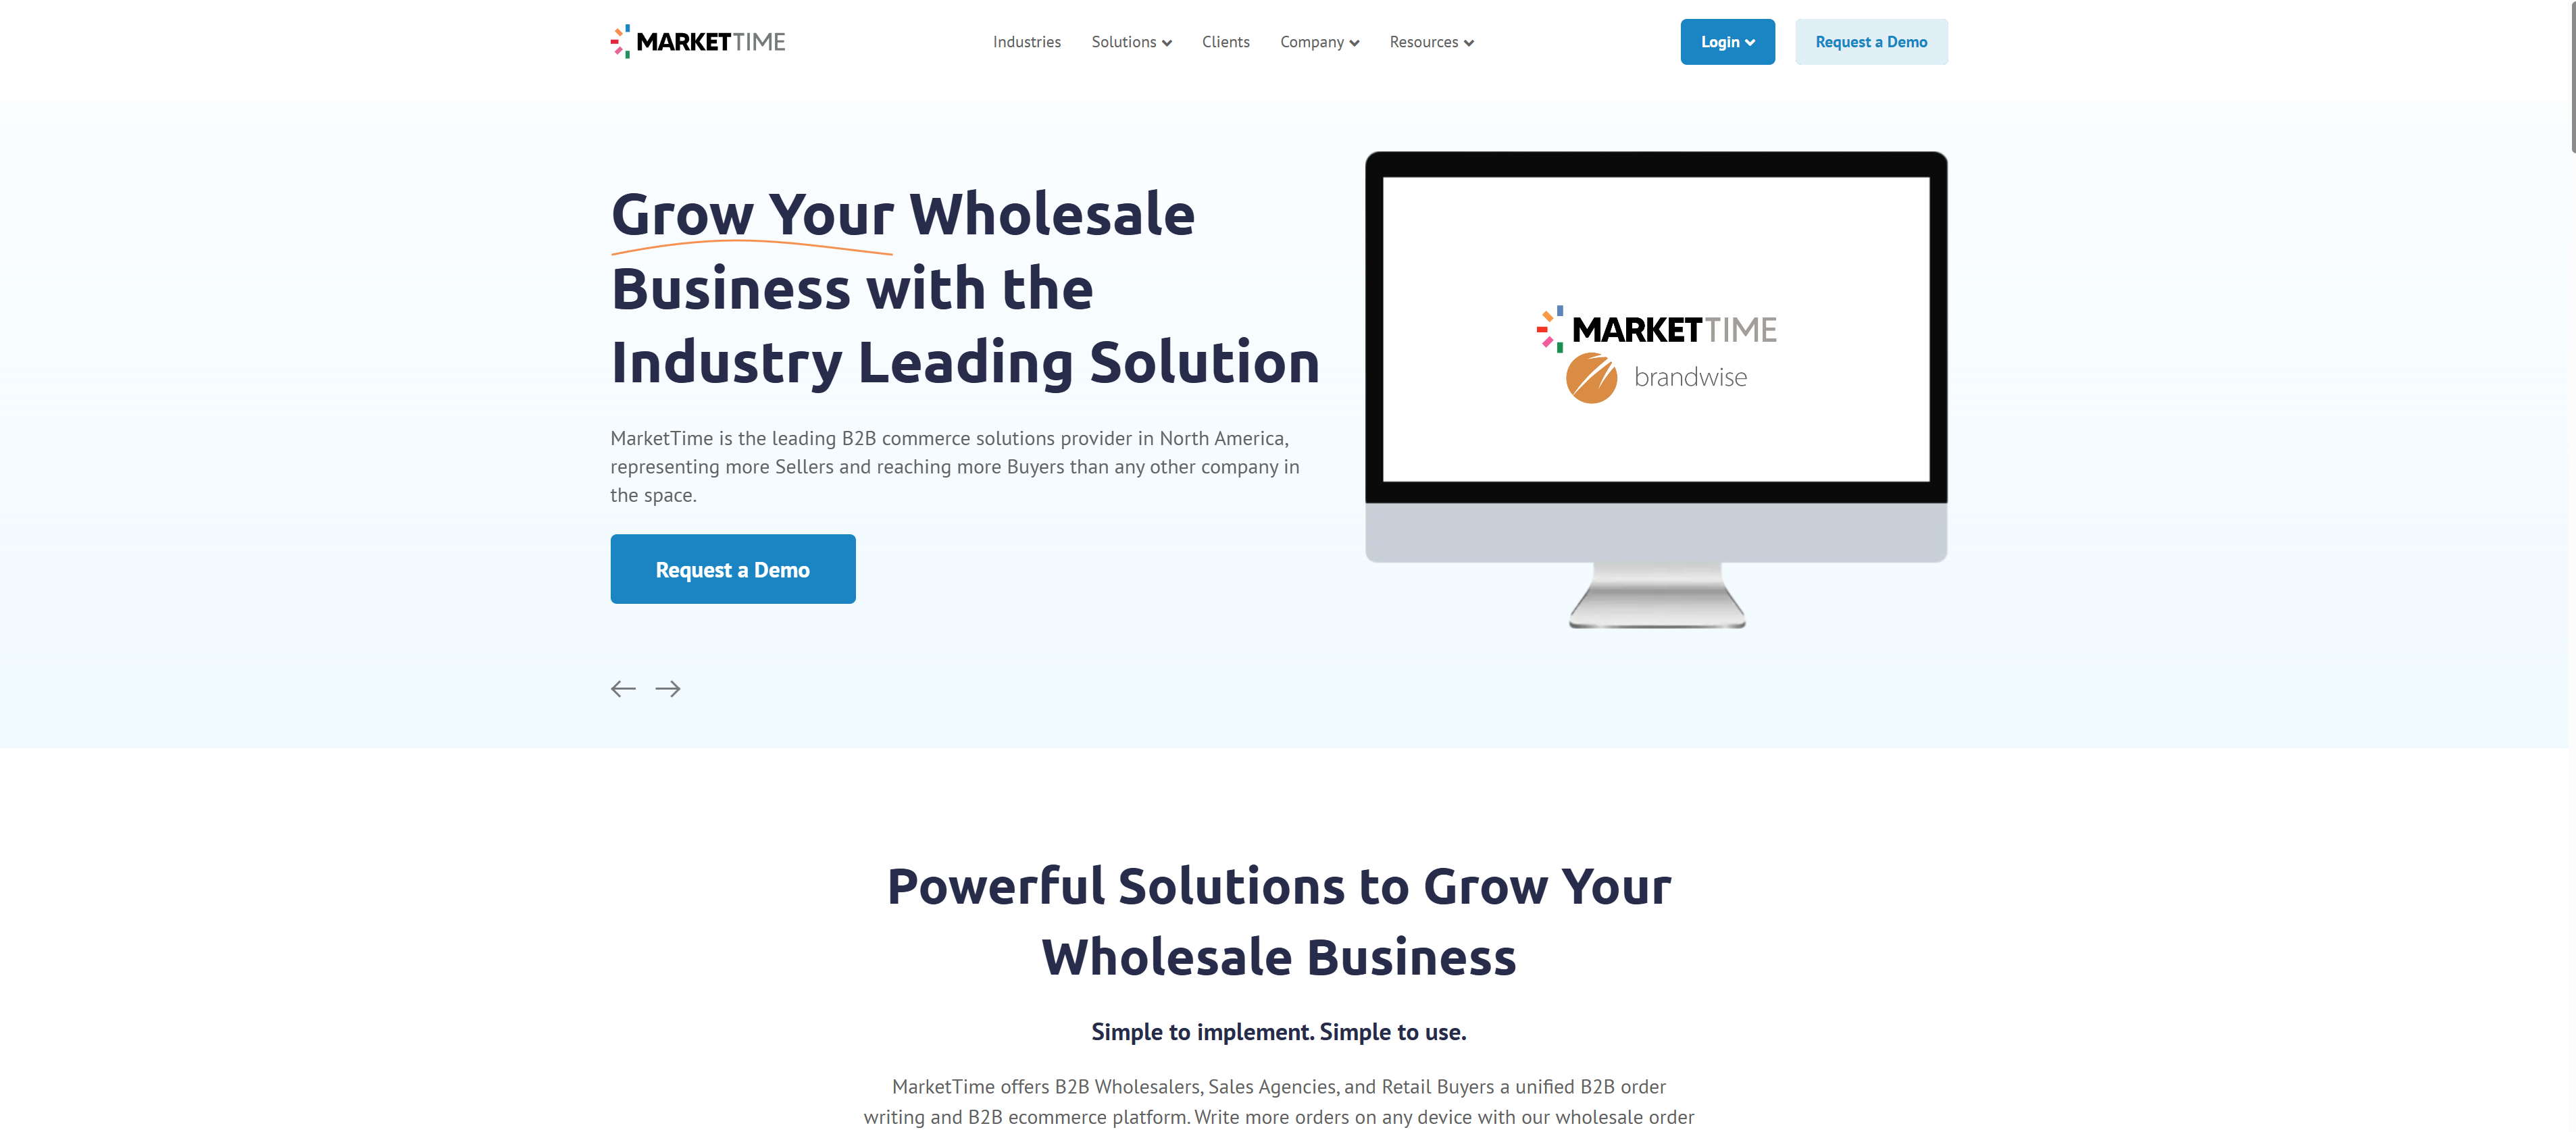 MARKETTIME
Industries
Solutions
Clients
Company
Resources
Login
Request a Demo
Grow Your Wholesale
Business with the
Industry Leading Solution
MarketTime is the leading B2B commerce solutions provider in North America,
representing more Sellers and reaching more Buyers than any other company in
the space.
Request a Demo
MARKETTIME
brandwise
Powerful Solutions to Grow Your
Wholesale Business
Simple to implement. Simple to use.
MarketTime offers B2B Wholesalers, Sales Agencies, and Retail Buyers a unified B2B order
writing and B2B ecommerce platform. Write more orders on any device with our wholesale order